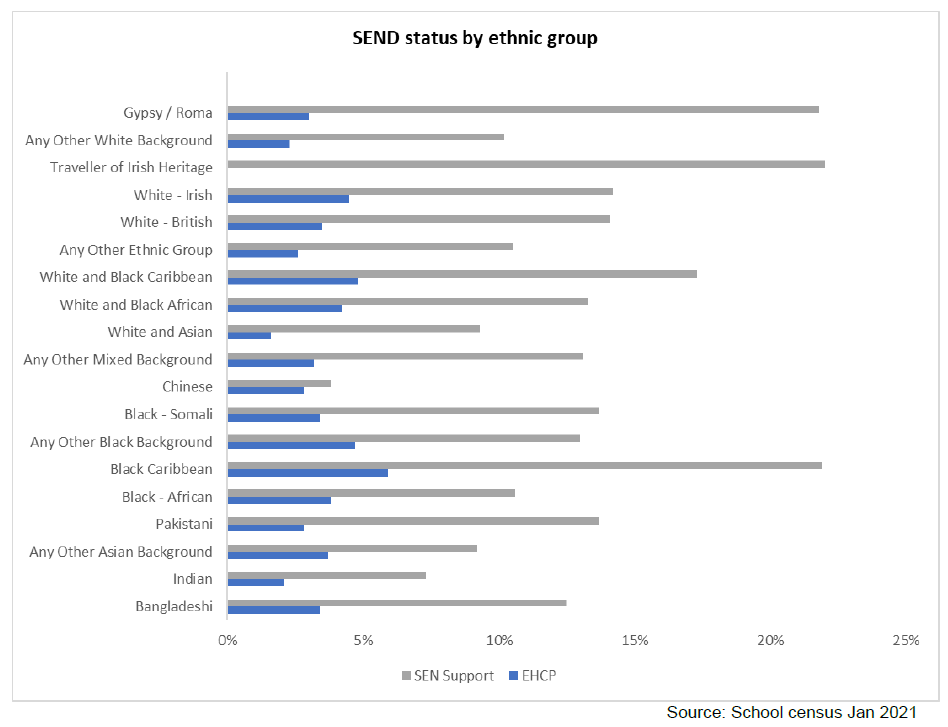 SEND status by ethnic group
Gypsy / Roma
Any Other White Background
Traveller of Irish Heritage
White - Irish
White - British
Any Other Ethnic Group
White and Black Caribbean
White and Black African
White and Asian
Any Other Mixed Background
Chinese
Black - Somali
Any Other Black Background
Black Caribbean
Black - African
Pakistani
Any Other Asian Background
Indian
Bangladeshi
0% 5% 10% 15% 20% 25%
SEN Support EHCP
Source: School census Jan 2021